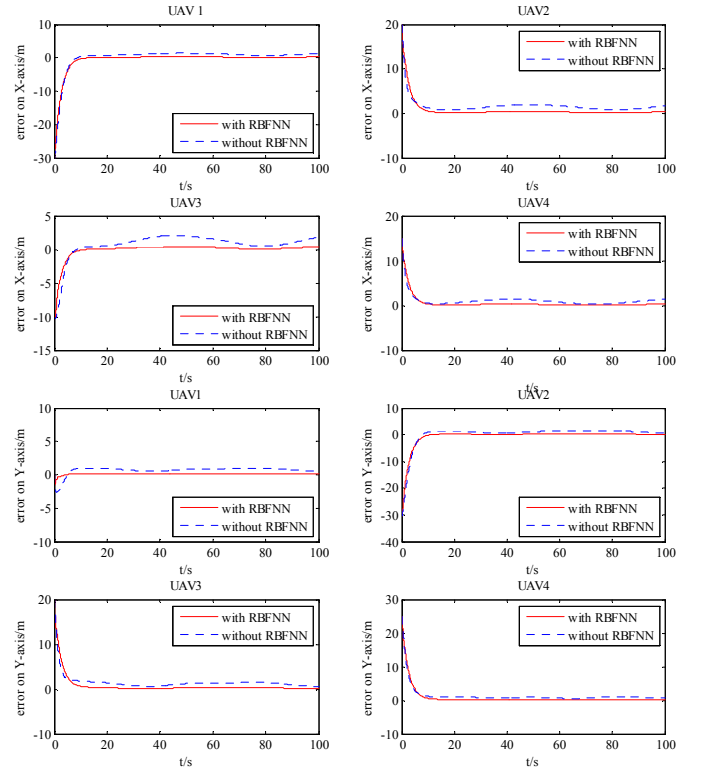 UAV 1
10
0
-10
-20
-30
error on X-axis/m
with RBFNN
without RBFNN
0 20 40 60 80 100
t/s
UAV2
20
10
0
-10
error on X-axis/m
with RBFNN
without RBFNN
0 20 40 60 80 100
t/s
UAV3
5
0
-5
-10
-15
error on X-axis/m
with RBFNN
without RBFNN
0 20 40 60 80 100
t/s
UAV4
20
10
0
-10
error on X-axis/m
with RBFNN
without RBFNN
0 20 40 60 80 100
t/s
UAV1
10
5
0
-5
-10
error on Y-axis/m
with RBFNN
without RBFNN
0 20 40 60 80 100
t/s
UAV2
10
0
-10
-20
-30
-40
error on Y-axis/m
with RBFNN
without RBFNN
0 20 40 60 80 100
t/s
UAV3
20
10
0
-10
error on Y-axis/m
with RBFNN
without RBFNN
0 20 40 60 80 100
t/s
UAV4
30
20
10
0
-10
error on Y-axis/m
with RBFNN
without RBFNN
0 20 40 60 80 100
t/s